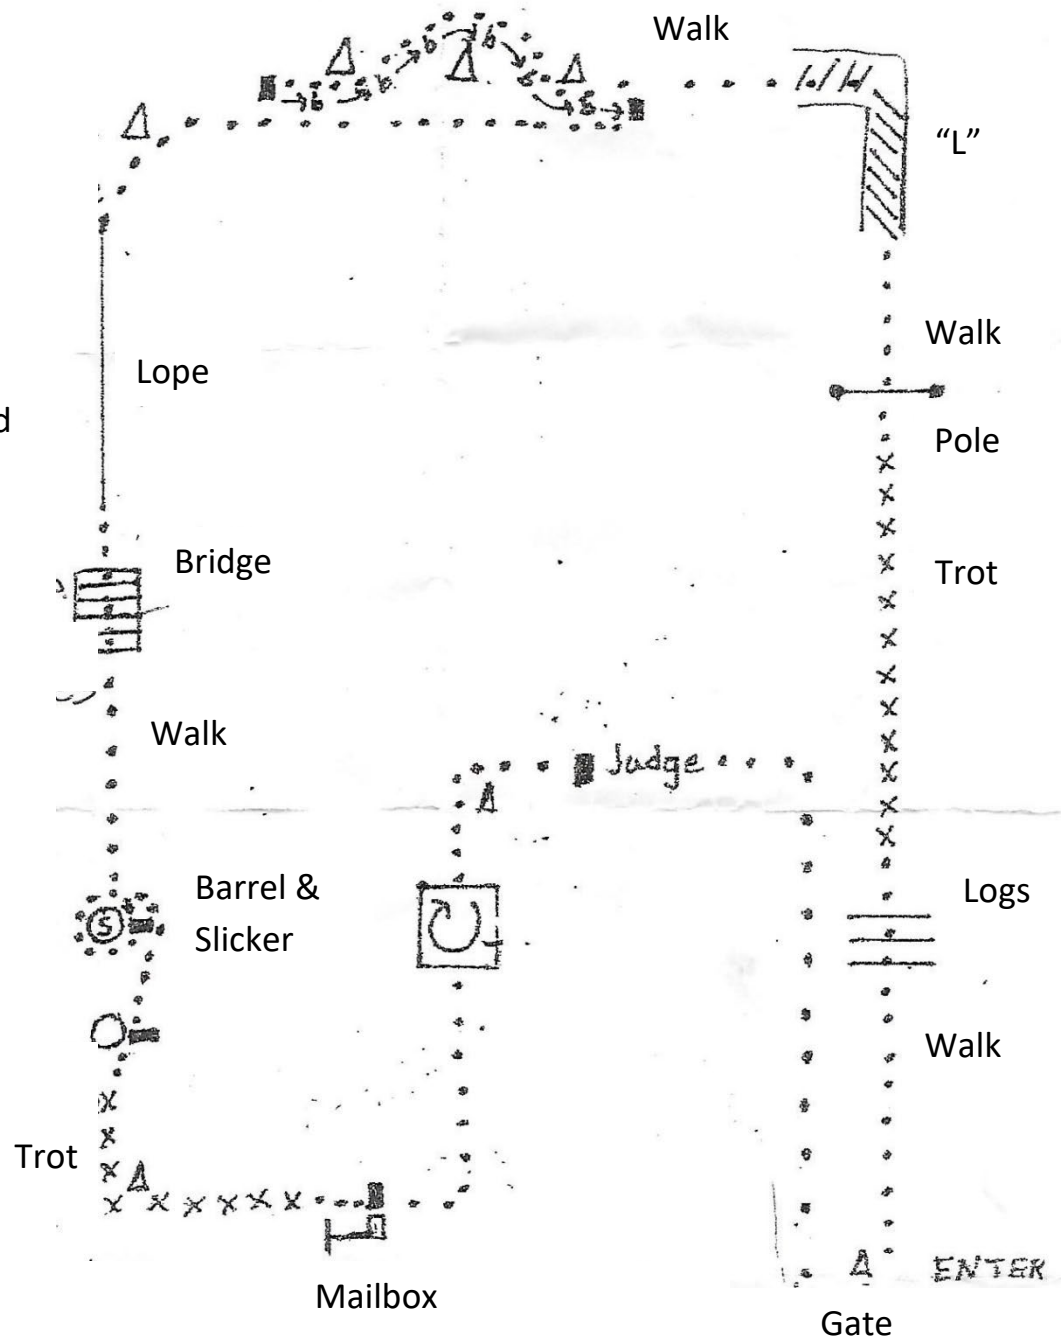 Walk
b
b
b
b
b
b
"L"
Walk
Lope
d
Pole
Bridge
Trot
Walk
Judge
Barrel &
Slicker
S
Logs
Walk
Trot
ENTER
Mailbox
Gate